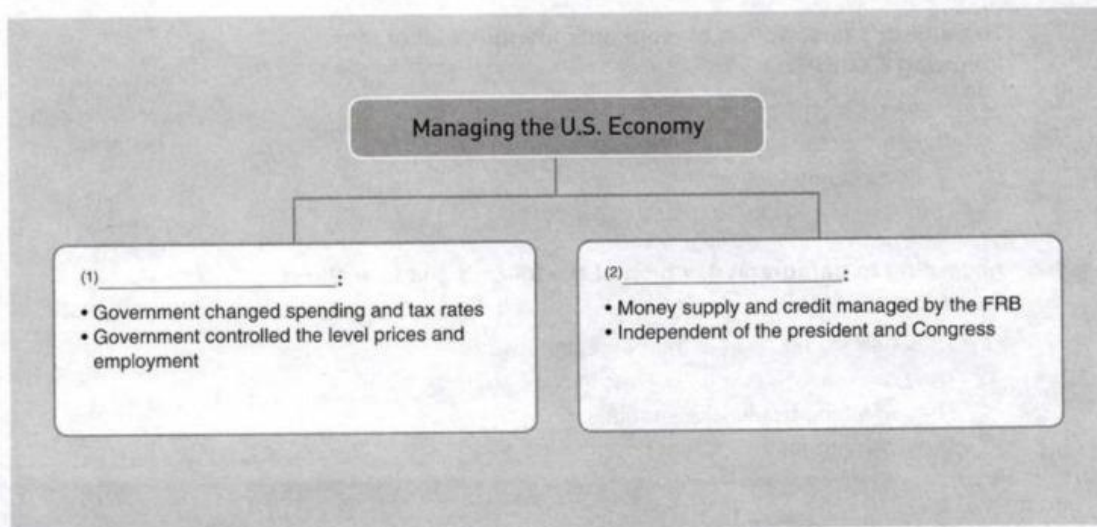 Managing the U.S. Economy
(1)____________________:
• Government changed spending and tax rates
• Government controlled the level prices and
employment
(2)____________________:
• Money supply and credit managed by the FRB
• Independent of the president and Congress